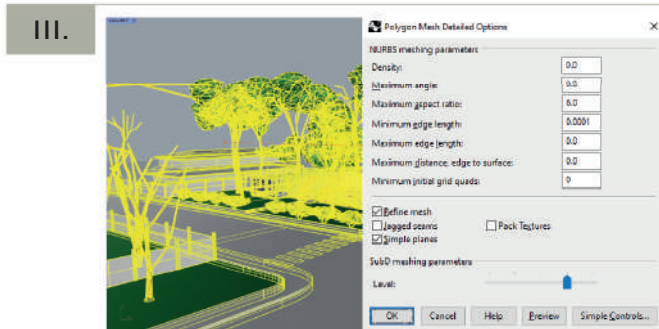 III.
Polygon Mesh Detailed Options
NURBS meshing parameters
Density: 0.0
Maximum angle: 0.0
Maximum aspect ratio: 6.0
Minimum edge length: 0.0001
Maximum edge length: 0.0
Maximum distance, edge to surface: 0.0
Minimum initial grid quads: 0
Refine mesh
Jagged seams Pack Textures
Simple planes
SubD meshing parameters
Level:
OK Cancel Help Preview Simple Controls...